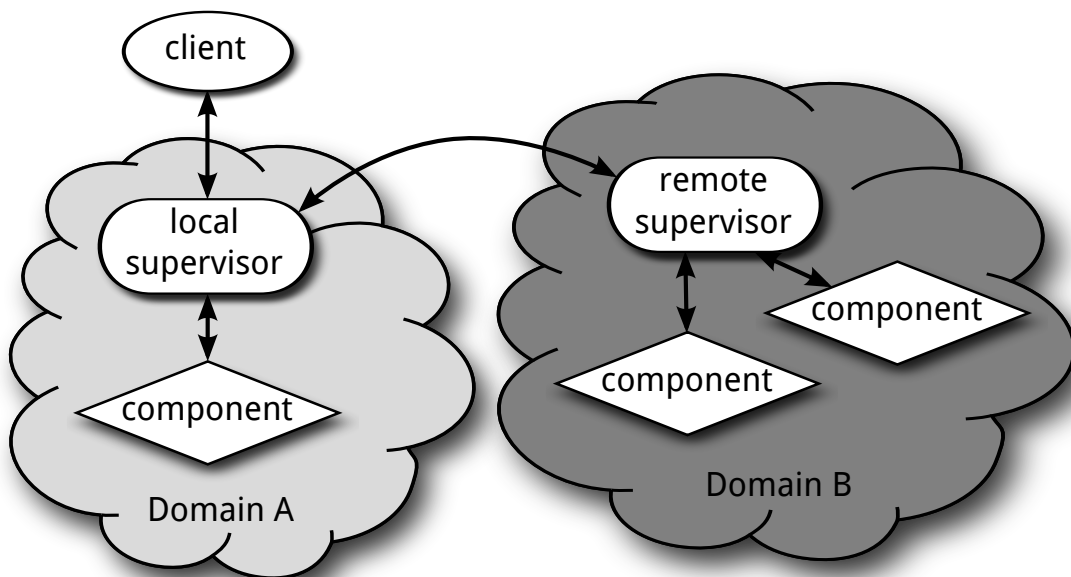 client
local
supervisor
component
Domain A
remote
supervisor
component
component
Domain B